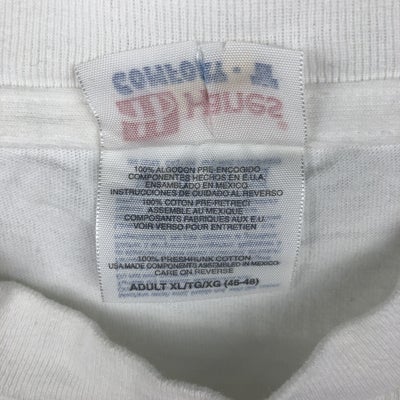 COMFORT
Hanes®
100% ALGODON PRE-ENCOGIDO
COMPONENTES HECHOS EN E.U.A.
ENSAMBLADO EN MEXICO
INSTRUCCIONES DE CUIDADO AL REVERSO
100% COTON PRE-RETRECI
ASSEMBLE AU MEXIQUE
COMPOSANTS FABRIQUES AUX E.U.
VOIR VERSO POUR ENTRETIEN
100% PRESHRUNK COTTON
USA MADE COMPONENTS ASSEMBLED IN MEXICO
CARE ON REVERSE
ADULT XL/TG/XG (46-48)